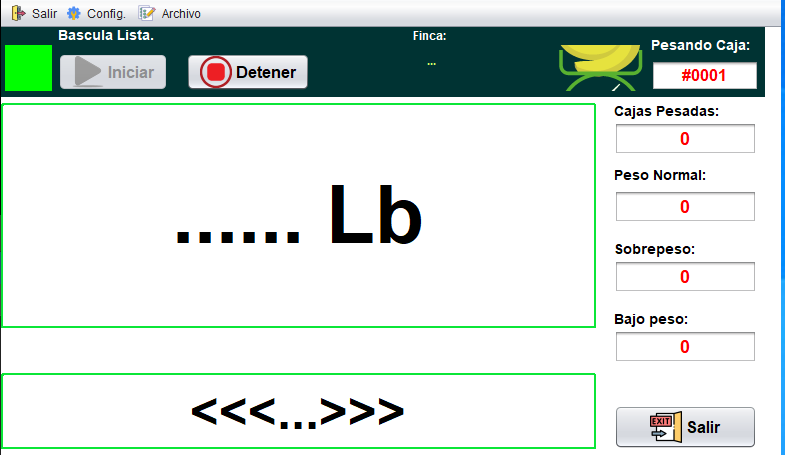 Salir Config. Archivo
Bascula Lista.
Iniciar
Detener
Finca:
...
Pesando Caja:
#0001
...... Lb
<<<...>>>
Cajas Pesadas:
0
Peso Normal:
0
Sobrepeso:
0
Bajo peso:
0
EXIT
Salir